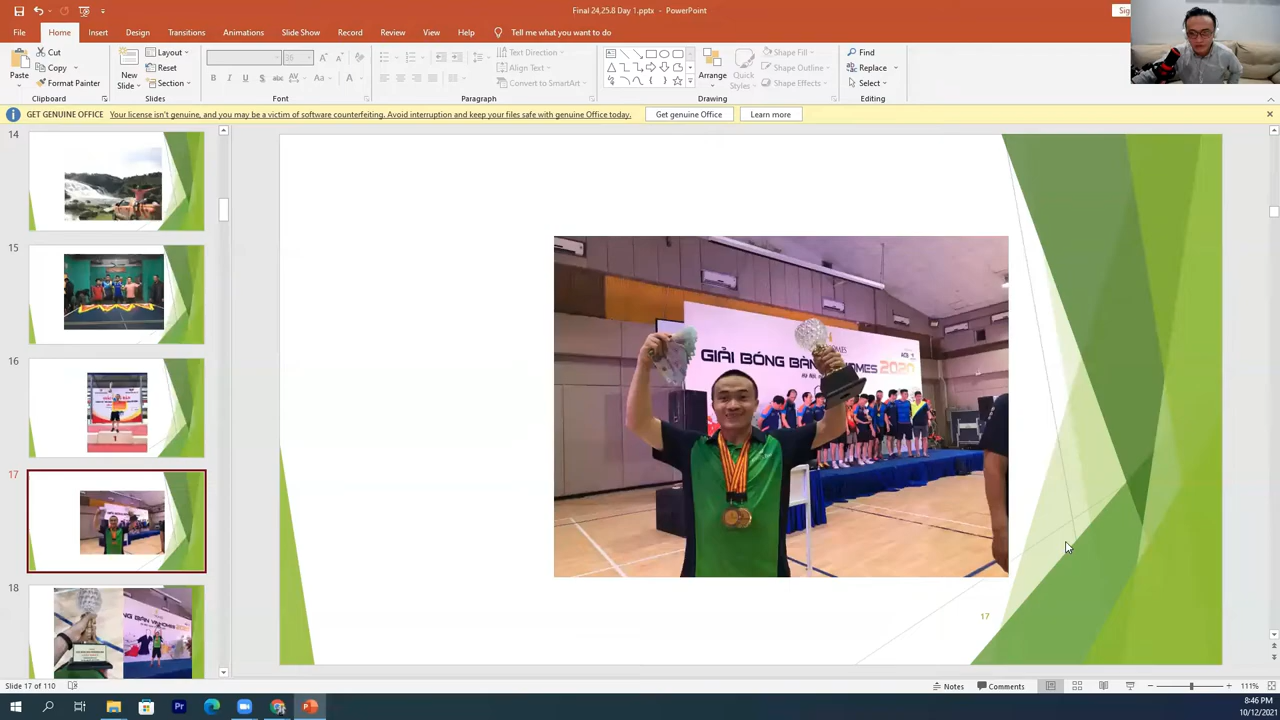 Final 24,25.8 Day 1.pptx - PowerPoint
File Home Insert Design Transitions Animations Slide Show Record Review View Help Tell me what you want to do
Paste
Cut
Copy
Format Painter
Clipboard
New
Slide
Layout
Reset
Section
Slides
Font
Text Direction
Align Text
Convert to SmartArt
Paragraph
Arrange
Quick
Styles
Shape Fill
Shape Outline
Shape Effects
Drawing
Find
Replace
Select
Editing
GET GENUINE OFFICE Your license isn't genuine, and you may be a victim of software counterfeiting. Avoid interruption and keep your files safe with genuine Office today. Get genuine Office Learn more
14
15
16
17
18
GIẢI BÓNG BÀN VINHOMES 2020
17
Slide 17 of 110
Notes Comments 111%
8:46 PM
10/12/2021